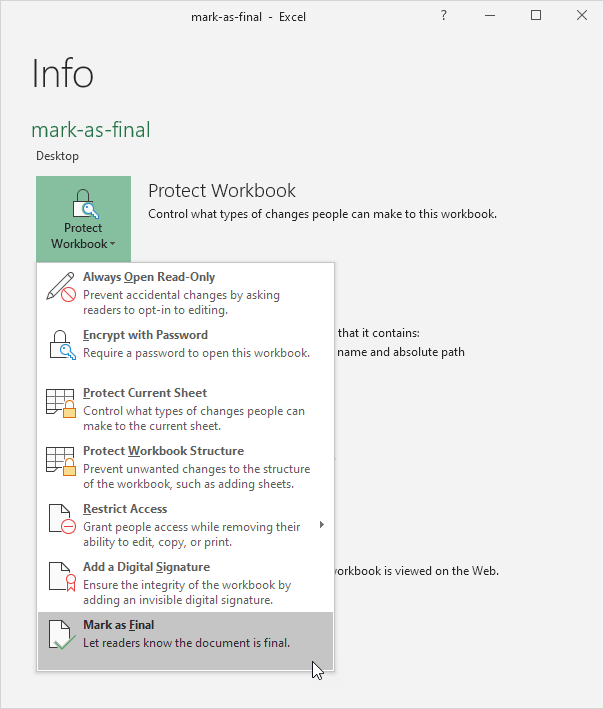 mark-as-final - Excel
?
Info
mark-as-final
Desktop
Protect
Workbook
Protect Workbook
Control what types of changes people can make to this workbook.
Always Open Read-Only
Prevent accidental changes by asking
readers to opt-in to editing.
that it contains:
Encrypt with Password
Require a password to open this workbook.
name and absolute path
Protect Current Sheet
Control what types of changes people can
make to the current sheet.
Protect Workbook Structure
Prevent unwanted changes to the structure
of the workbook, such as adding sheets.
Restrict Access
Grant people access while removing their
ability to edit, copy, or print.
Add a Digital Signature
Ensure the integrity of the workbook by
adding an invisible digital signature.
is viewed on the Web.
Mark as Final
Let readers know the document is final.